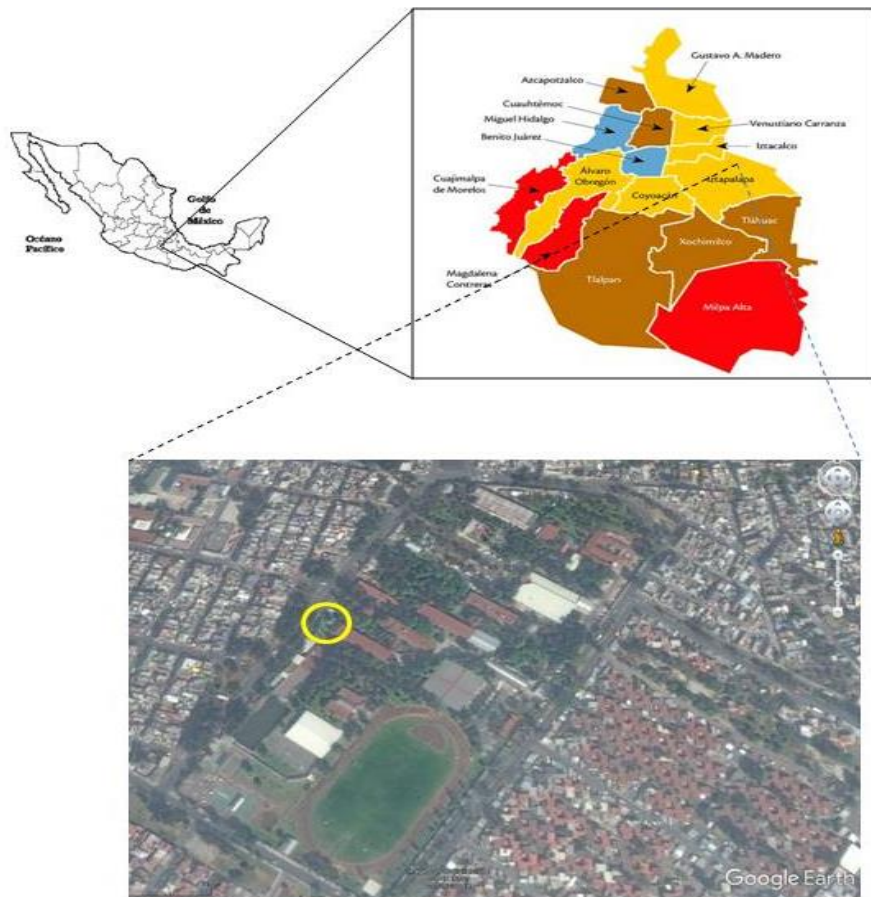 Golfo
de
México
Océano
Pacífico
Gustavo A. Madero
Azcapotzalco
Cuauhtémoc
Miguel Hidalgo
Benito Juárez
Venustiano Carranza
Iztacalco
Cuajimalpa
de Morelos
Álvaro
Obregón
Iztapalapa
Coyoacán
Tláhuac
Xochimilco
Magdalena
Contreras
Tlalpan
Milpa Alta
Google Earth